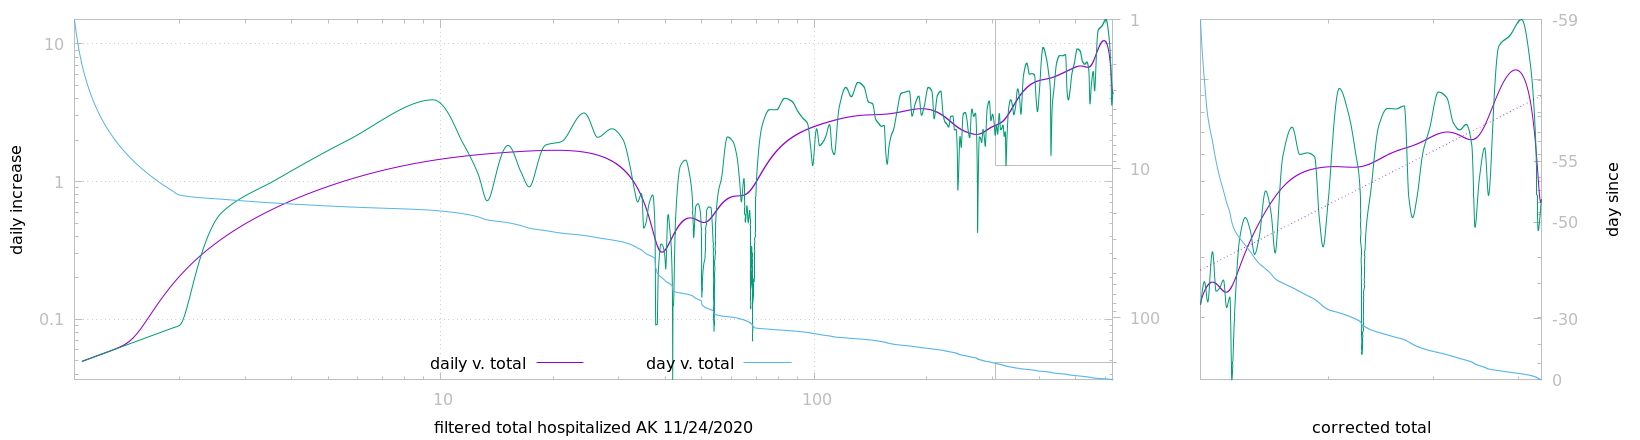 daily increase
10
1
0.1
10
100
1
10
100
daily v. total
day v. total
filtered total hospitalized AK 11/24/2020
-59
-55
-50
-30
0
day since
corrected total